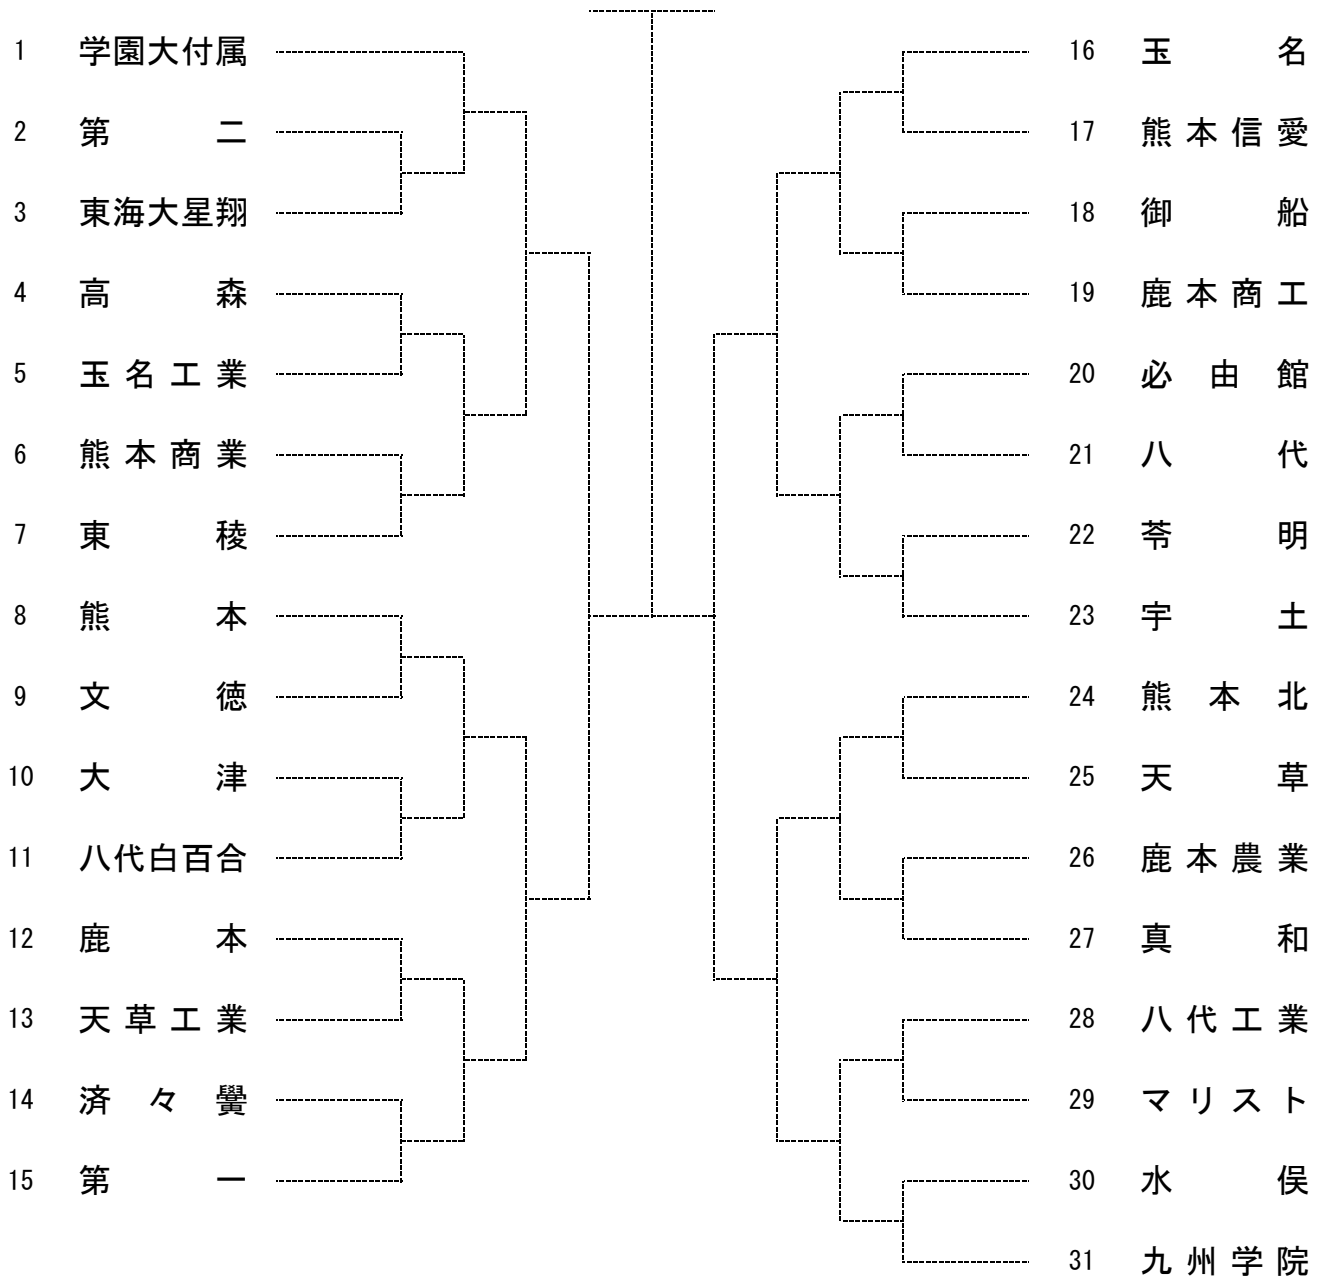 1 学園大付属
2 第二
3 東海大星翔
4 高森
5 玉名工業
6 熊本商業
7 東稜
8 熊本
9 文徳
10 大津
11 八代白百合
12 鹿本
13 天草工業
14 済々黌
15 第一
16 玉名
17 熊本信愛
18 御船
19 鹿本商工
20 必由館
21 八代
22 苓明
23 宇土
24 熊本北
25 天草
26 鹿本農業
27 真和
28 八代工業
29 マリスト
30 水俣
31 九州学院